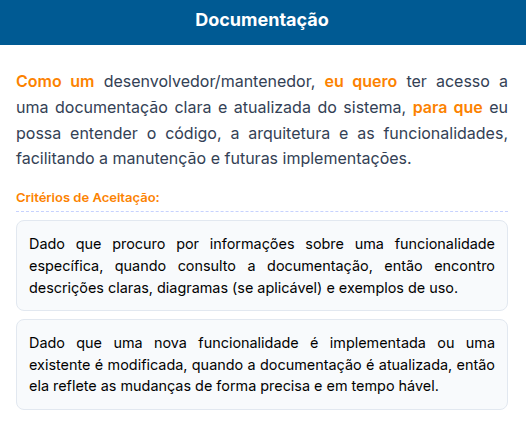 Documentação
Como um desenvolvedor/mantenedor, eu quero ter acesso a
uma documentação clara e atualizada do sistema, para que eu
possa entender o código, a arquitetura e as funcionalidades,
facilitando a manutenção e futuras implementações.
Critérios de Aceitação:
Dado que procuro por informações sobre uma funcionalidade
específica, quando consulto a documentação, então encontro
descrições claras, diagramas (se aplicável) e exemplos de uso.
Dado que uma nova funcionalidade é implementada ou uma
existente é modificada, quando a documentação é atualizada, então
ela reflete as mudanças de forma precisa e em tempo hável.